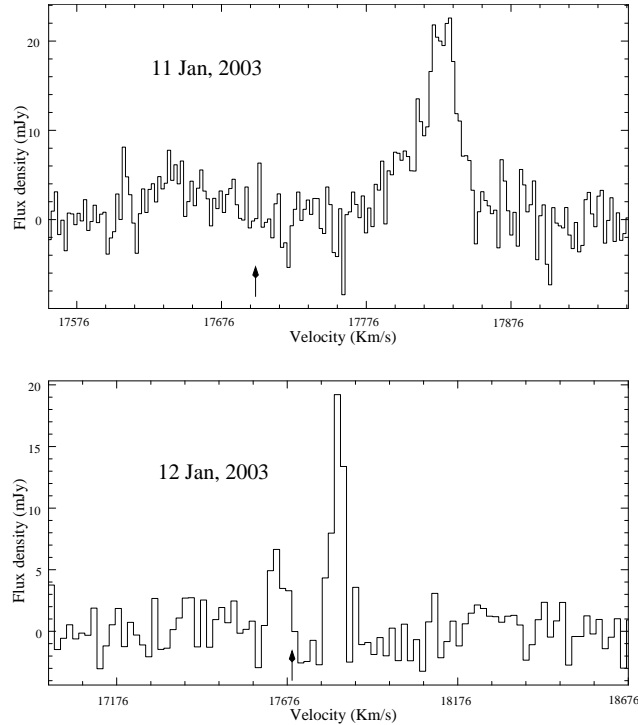 20
11 Jan, 2003
Flux density (mJy)
10
0
17576 17676 17776 17876
Velocity (Km/s)
20
15
12 Jan, 2003
Flux density (mJy)
10
5
0
17176 17676 18176 18676
Velocity (Km/s)